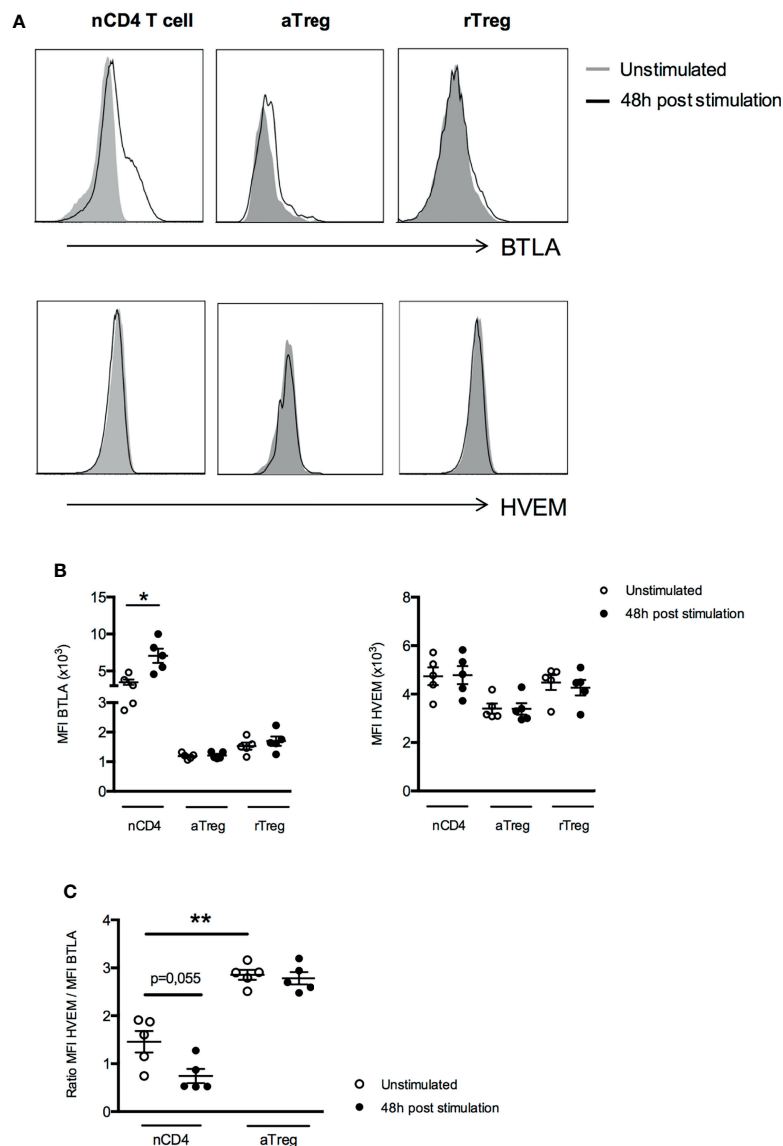 A
nCD4 T cell aTreg rTreg
Unstimulated
48h post stimulation
BTLA
HVEM
B
MFI BTLA (x10³)
15
10
5
3
2
1
0
nCD4 aTreg rTreg
*
MFI HVEM (x10³)
8
6
4
2
0
nCD4 aTreg rTreg
Unstimulated
48h post stimulation
C
Ratio MFI HVEM / MFI BTLA
4
3
2
1
0
**
p=0,055
nCD4 aTreg
Unstimulated
48h post stimulation